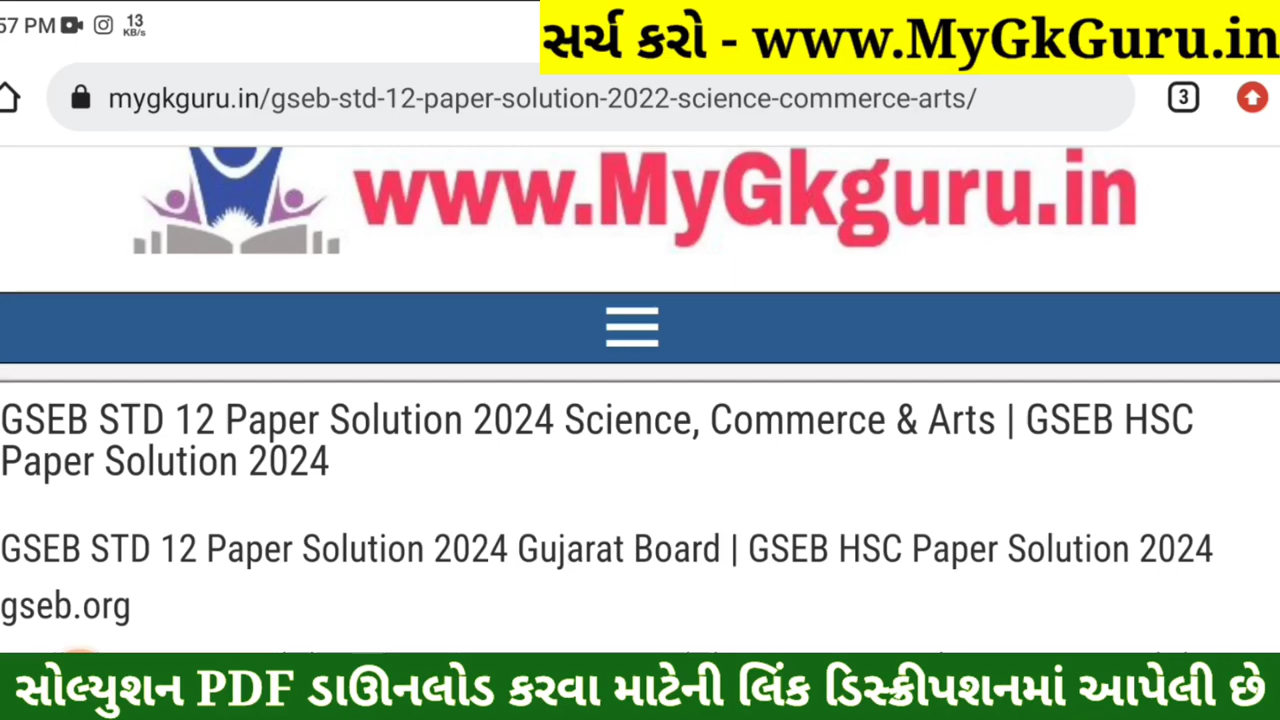 57 PM
13
KB/s
સર્ચ કરો - www.MyGkGuru.in
mygkguru.in/gseb-std-12-paper-solution-2022-science-commerce-arts/
3
www.MyGkguru.in
GSEB STD 12 Paper Solution 2024 Science, Commerce & Arts | GSEB HSC
Paper Solution 2024
GSEB STD 12 Paper Solution 2024 Gujarat Board | GSEB HSC Paper Solution 2024
gseb.org
સોલ્યુશન PDF ડાઊનલોડ કરવા માટેની લિંક ડિસ્ક્રીપશનમાં આપેલી છે